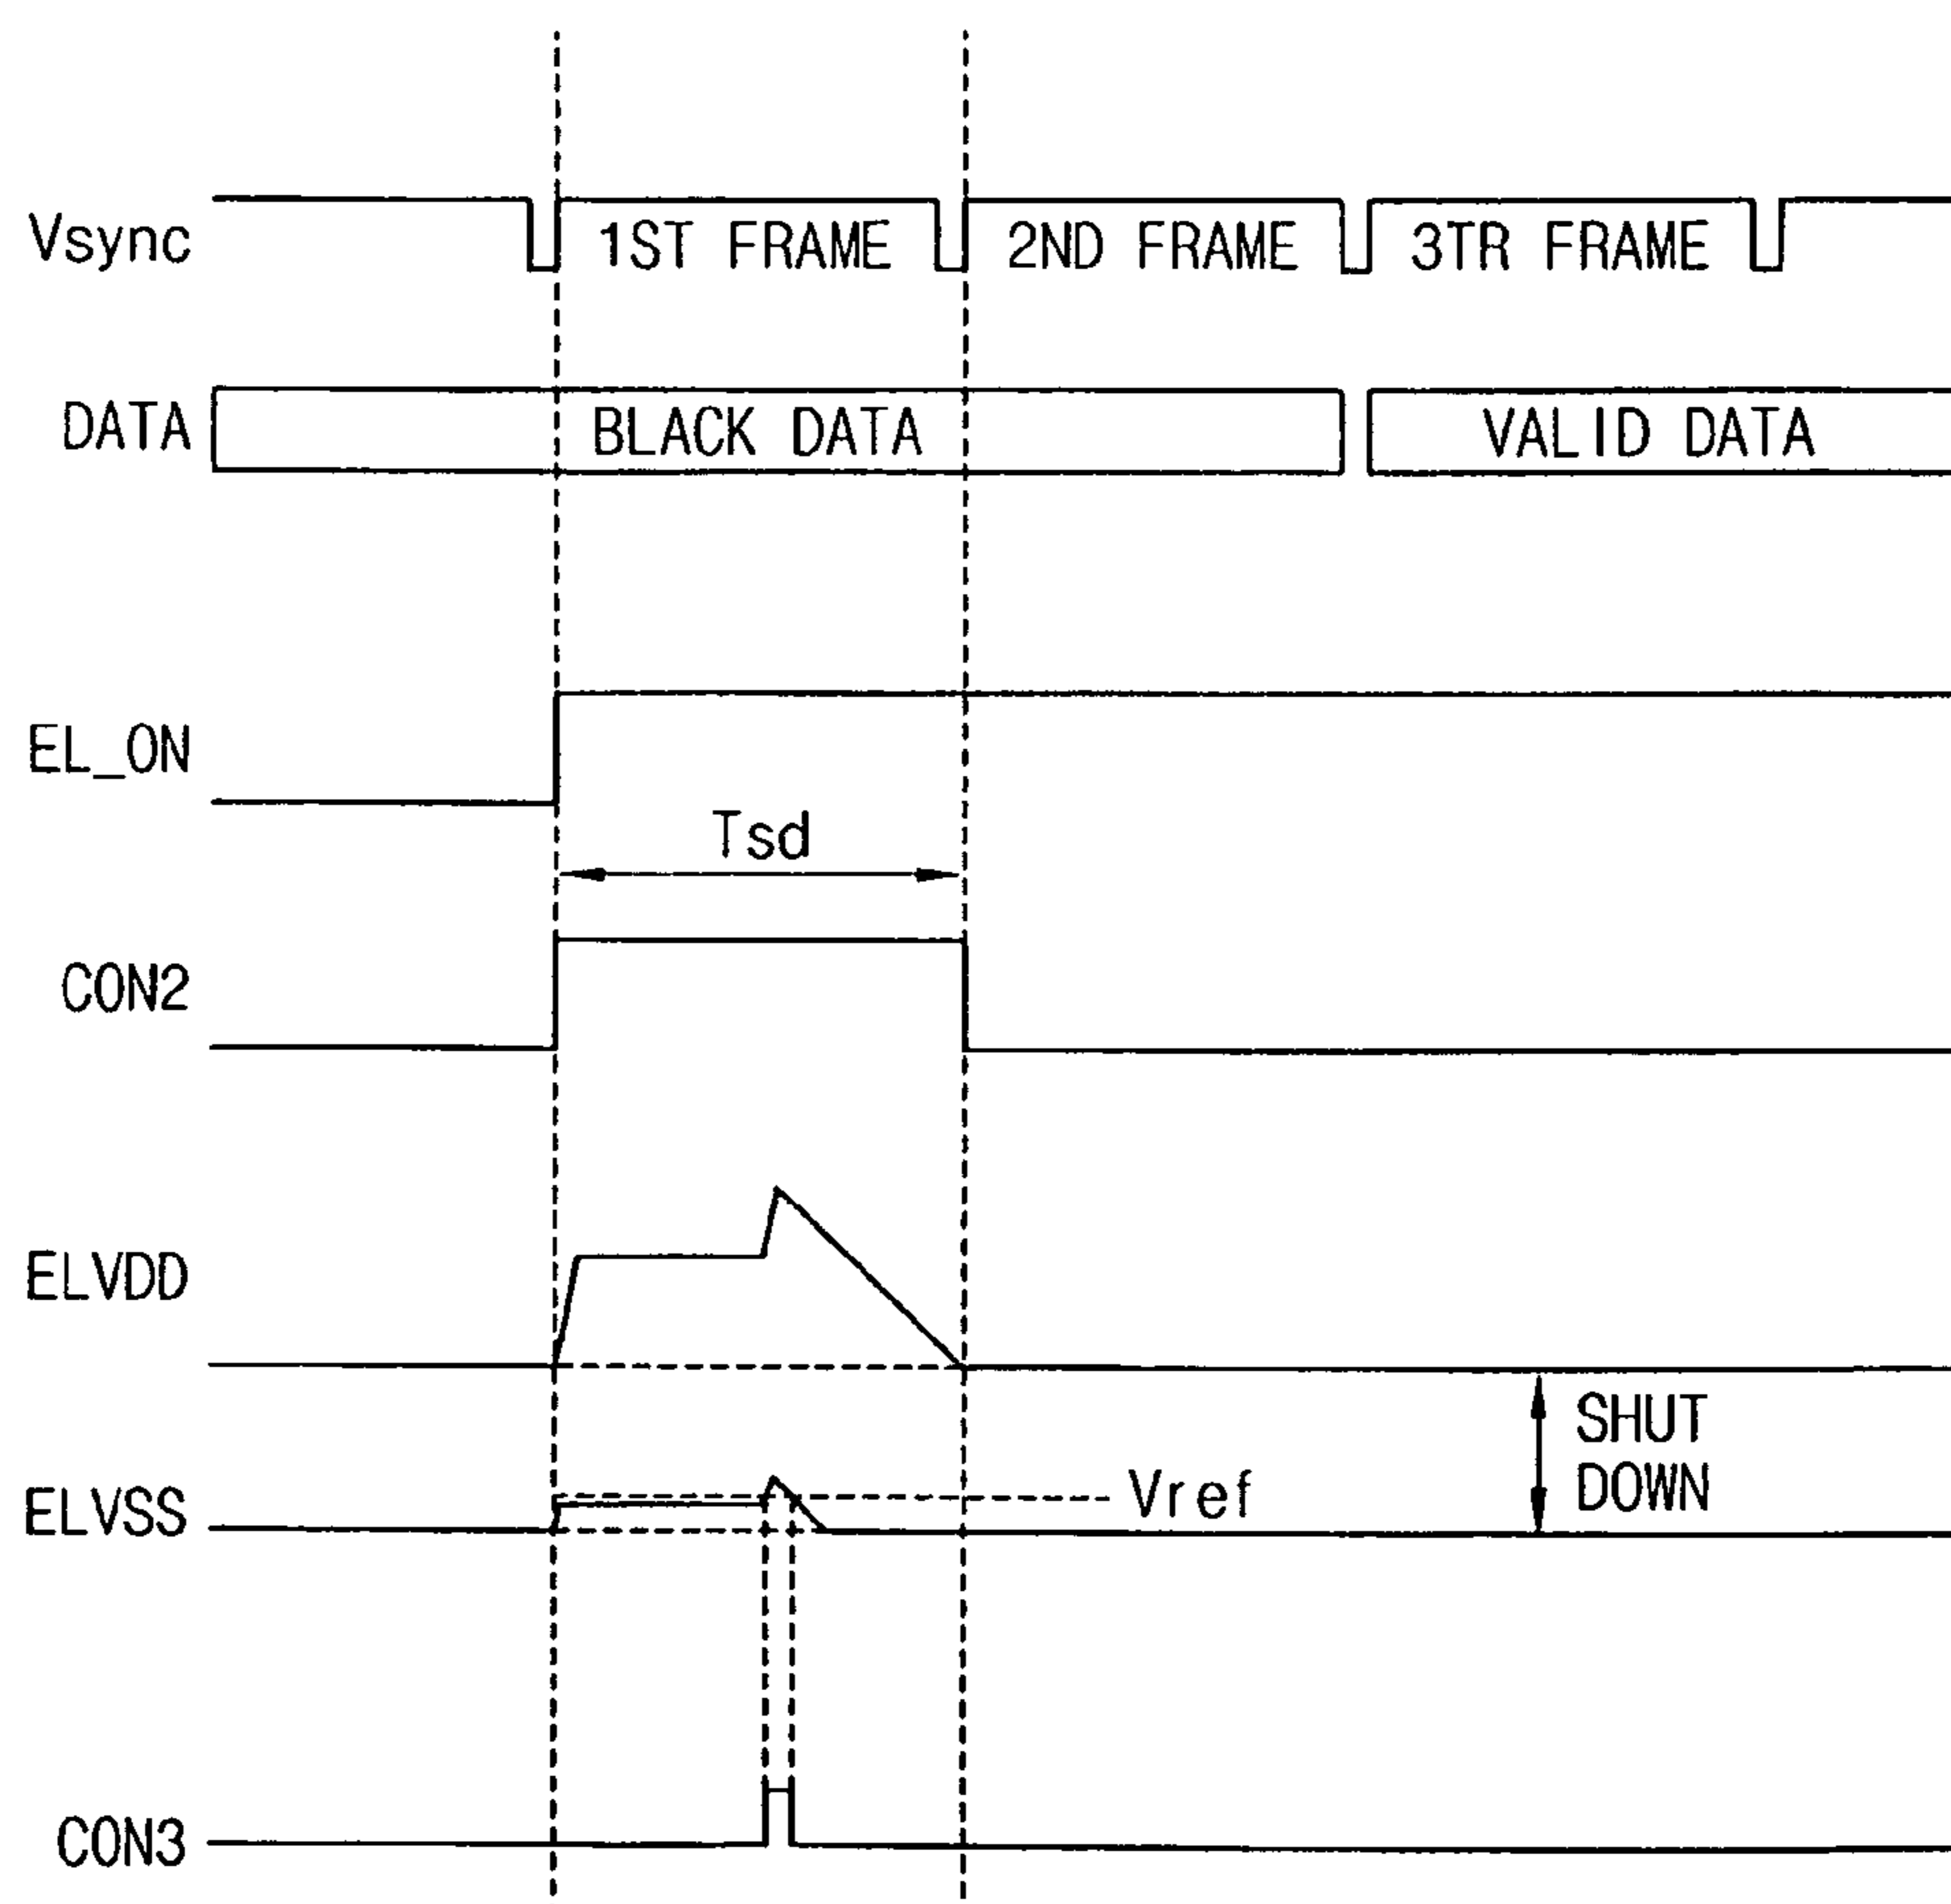 Vsync 1ST FRAME 2ND FRAME 3TR FRAME
DATA BLACK DATA VALID DATA
EL_ON
Tsd
CON2
ELVDD
SHUT
DOWN
ELVSS Vref
CON3